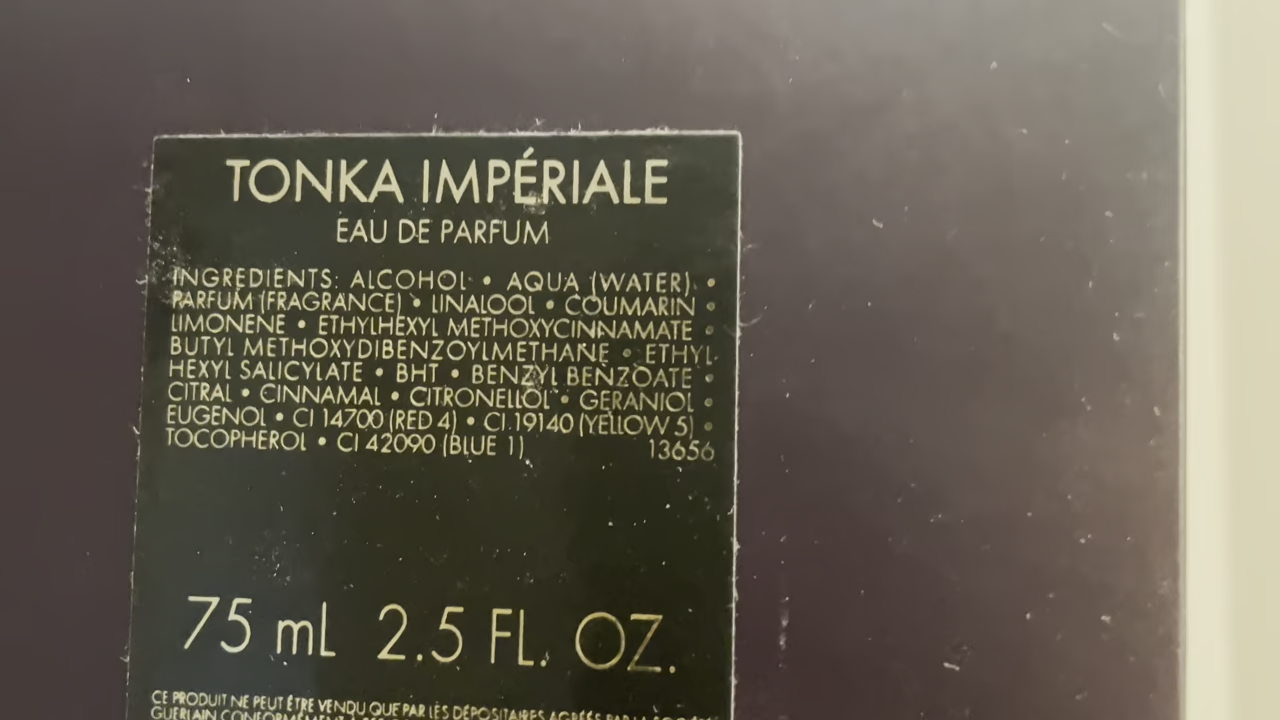 TONKA IMPÉRIALE
EAU DE PARFUM
INGREDIENTS: ALCOHOL • AQUA (WATER) •
PARFUM (FRAGRANCE) • LINALOOL • COUMARIN •
LIMONENE • ETHYLHEXYL METHOXYCINNAMATE •
BUTYL METHOXYDIBENZOYLMETHANE • ETHYL-
HEXYL SALICYLATE • BHT • BENZYL BENZOATE •
CITRAL • CINNAMAL • CITRONELLOL • GERANIOL •
EUGENOL • CI 14700 (RED 4) • CI 19140 (YELLOW 5) •
TOCOPHEROL • CI 42090 (BLUE 1) 13656
75 mL 2.5 FL. OZ.
CE PRODUIT NE PEUT ÊTRE VENDU QUE PAR LES DÉPOSITAIRES AGRÉÉS PAR LA
GUERLAIN CONFORMÉMENT À